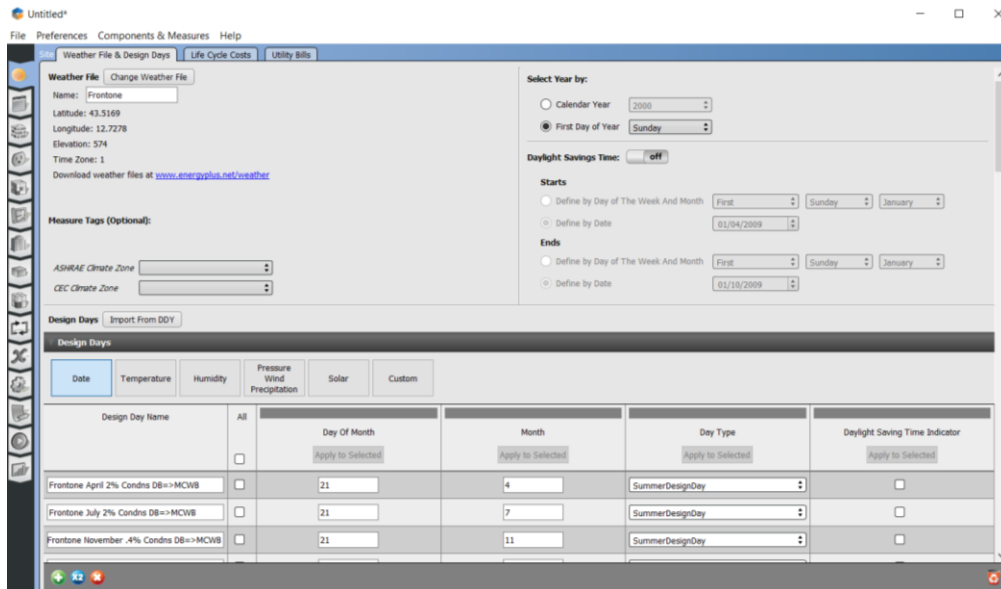 Untitled*
File Preferences Components & Measures Help
Site Weather File & Design Days Life Cycle Costs Utility Bills
Weather File Change Weather File
Name: Frontone
Latitude: 43.5169
Longitude: 12.7278
Elevation: 574
Time Zone: 1
Download weather files at www.energyplus.net/weather
Measure Tags (Optional):
ASHRAE Climate Zone
CEC Climate Zone
Select Year by:
Calendar Year 2000
First Day of Year Sunday
Daylight Savings Time: off
Starts
Define by Day of The Week And Month First Sunday January
Define by Date 01/04/2009
Ends
Define by Day of The Week And Month First Sunday January
Define by Date 01/10/2009
Design Days Import From DDY
Design Days
Date Temperature Humidity Pressure Wind Precipitation Solar Custom
Design Day Name All Day Of Month Month Day Type Daylight Saving Time Indicator
Apply to Selected Apply to Selected Apply to Selected Apply to Selected
Frontone April 2% Condns DB=>MCWB 21 4 SummerDesignDay
Frontone July 2% Condns DB=>MCWB 21 7 SummerDesignDay
Frontone November .4% Condns DB=>MCWB 21 11 SummerDesignDay
X2